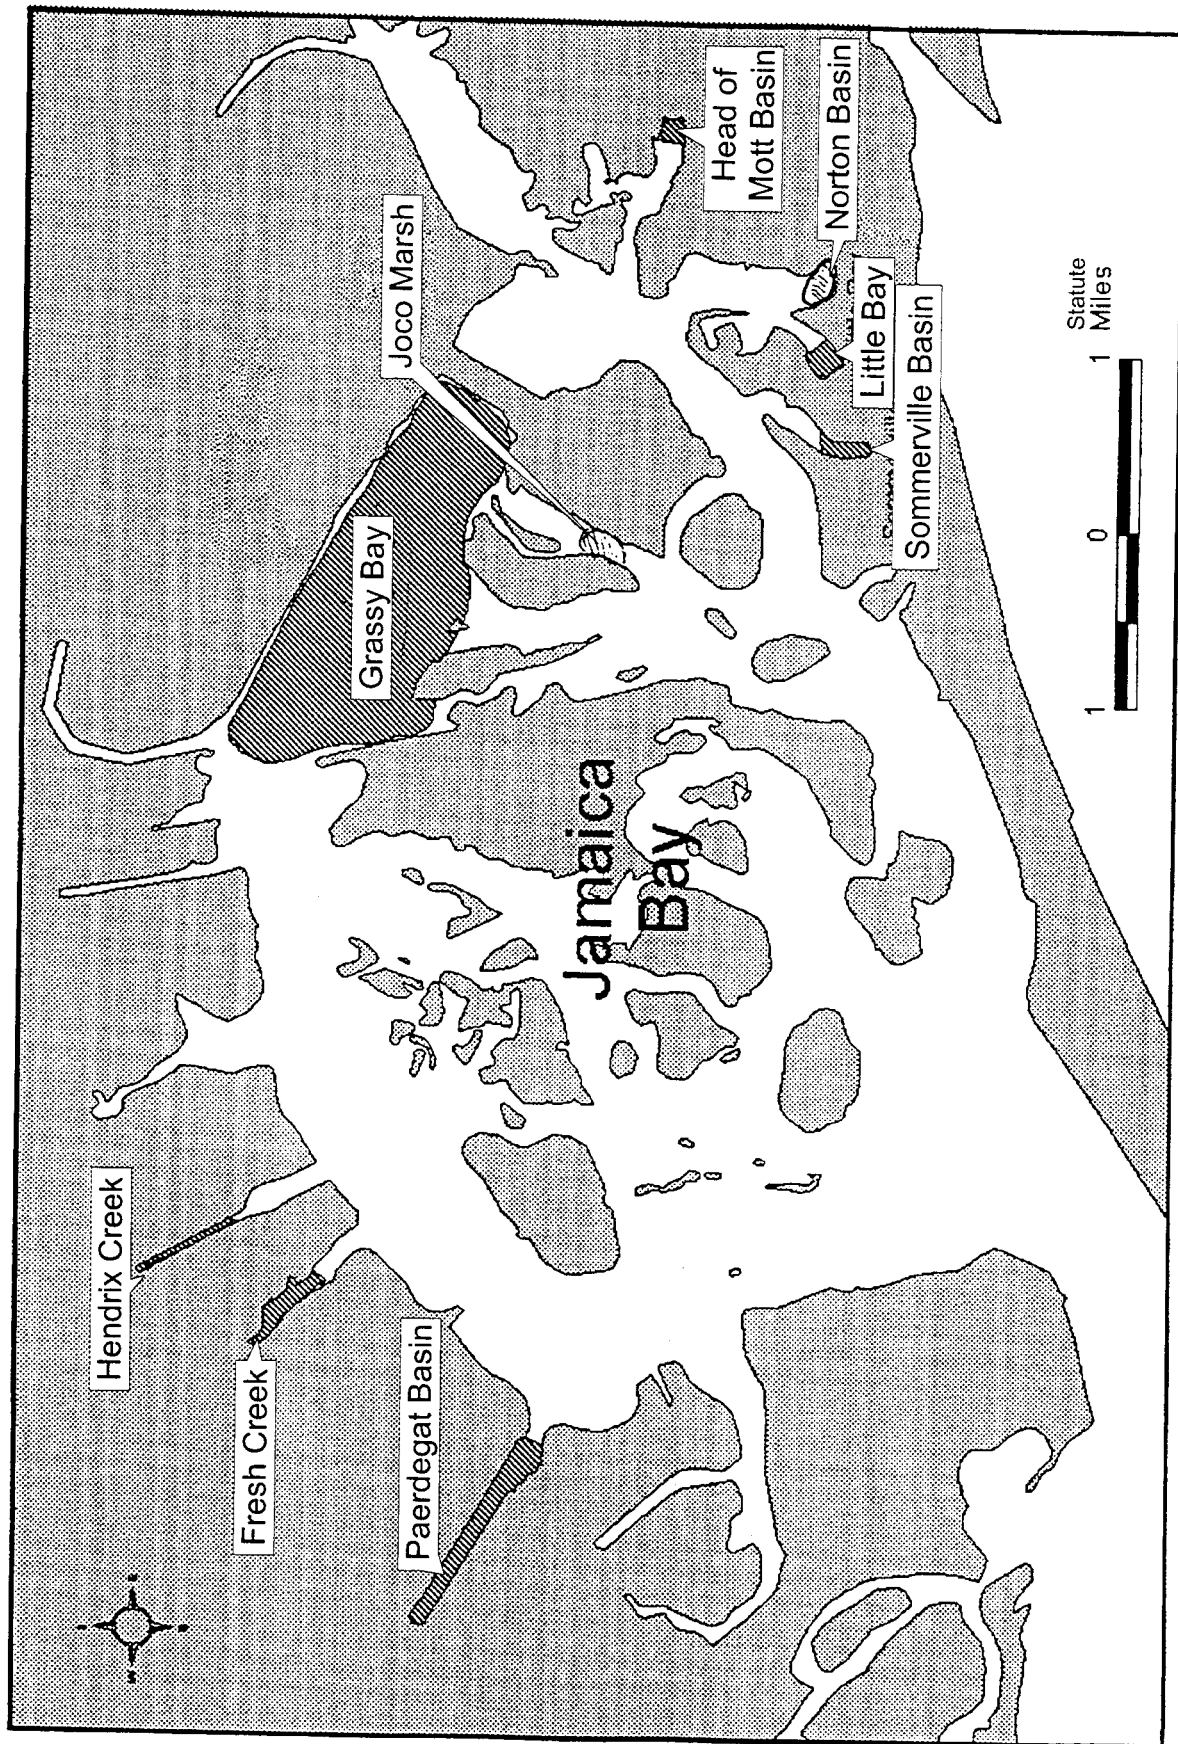 Hendrix Creek
Fresh Creek
Paerdegat Basin
Grassy Bay
Joco Marsh
Jamaica
Bay
Head of
Mott Basin
Norton Basin
Little Bay
Sommerville Basin
Statute
Miles
1
0
1
W